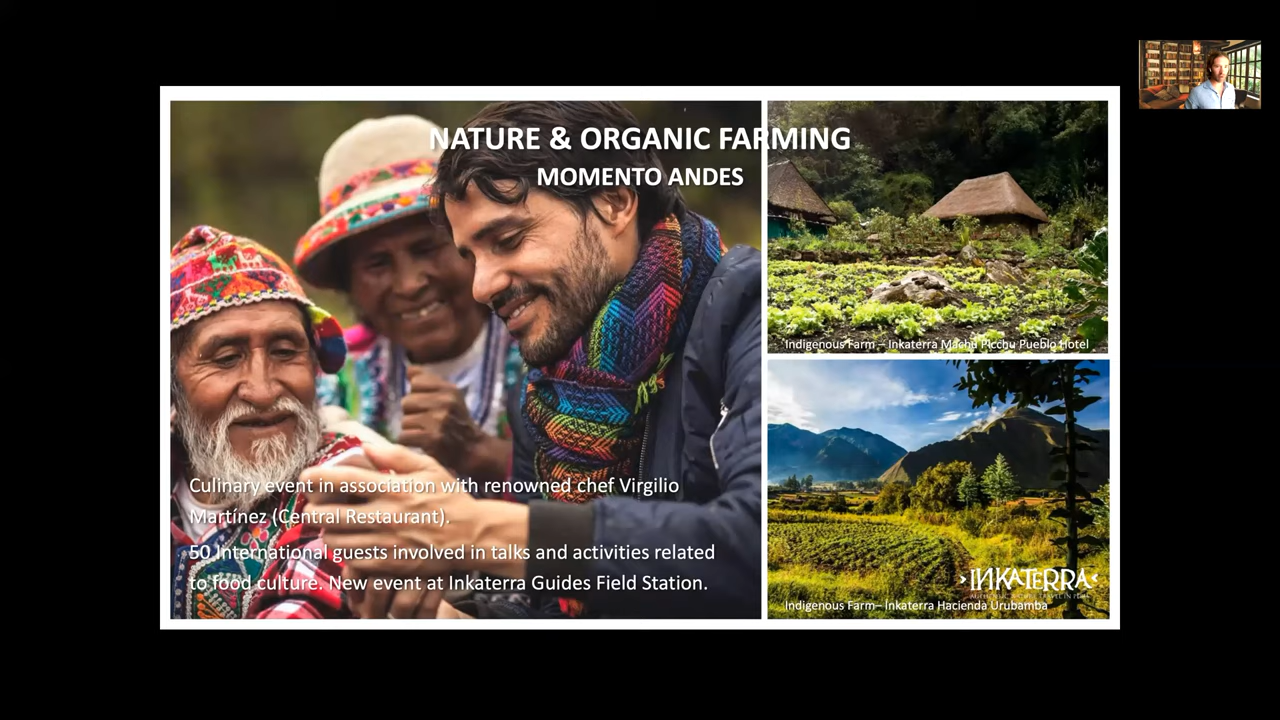 NATURE & ORGANIC FARMING
MOMENTO ANDES
Culinary event in association with renowned chef Virgilio
Martínez (Central Restaurant).
50 International guests involved in talks and activities related
to food culture. New event at Inkaterra Guides Field Station.
Indigenous Farm – Inkaterra Machu Picchu Pueblo Hotel
INKATERRA
Indigenous Farm– Inkaterra Hacienda Urubamba